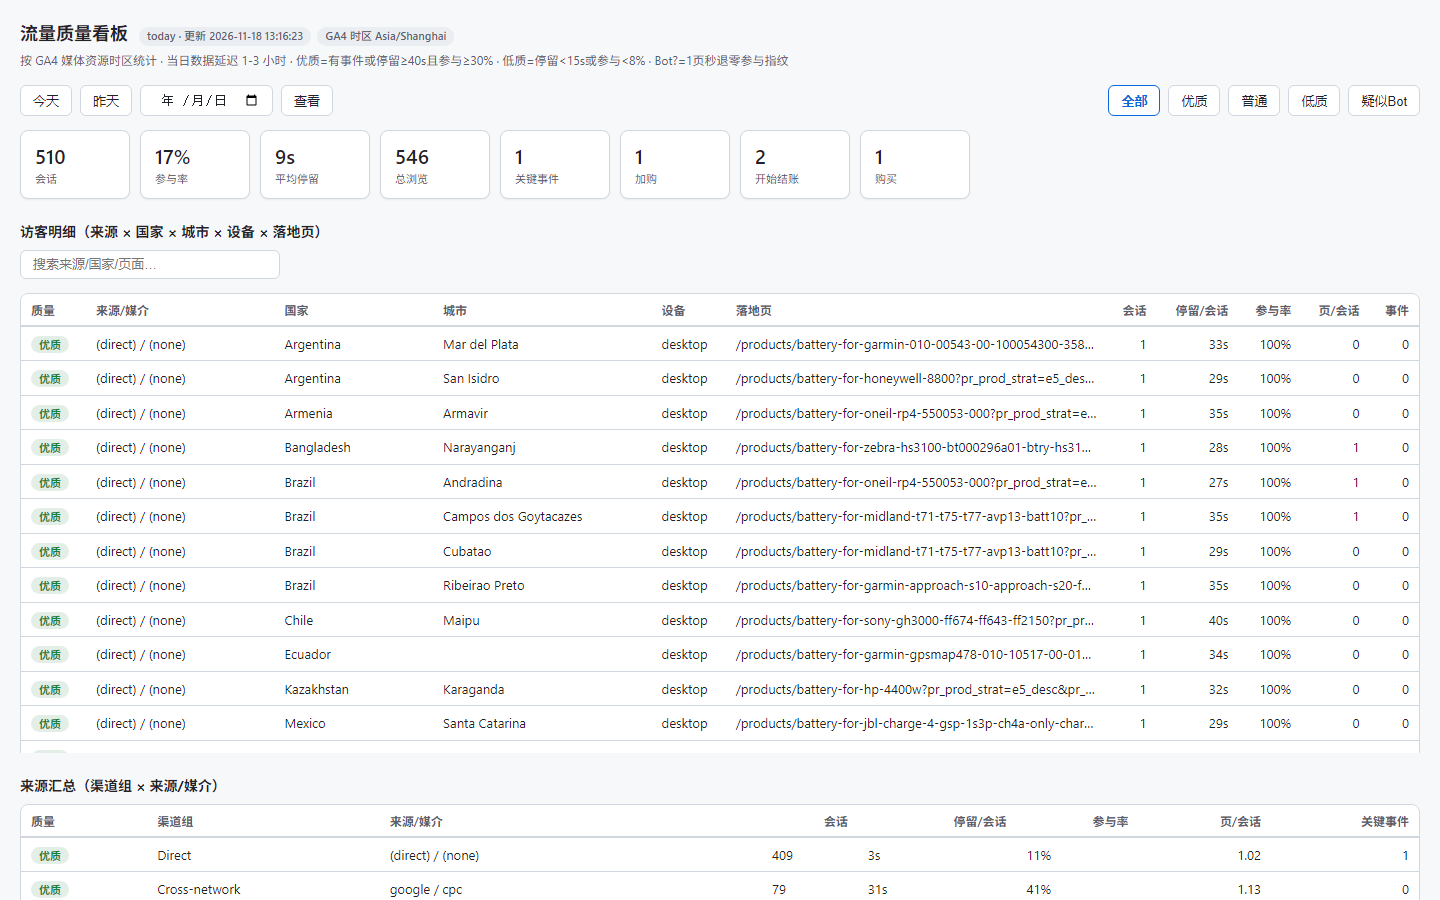 流量质量看板 today · 更新 2026-11-18 13:16:23 GA4 时区 Asia/Shanghai
按 GA4 媒体资源时区统计 · 当日数据延迟 1-3 小时 · 优质=有事件或停留≥40s且参与≥30% · 低质=停留<15s或参与<8% · Bot?=1页秒退零参与指纹
今天 昨天 年 /月/日 查看 全部 优质 普通 低质 疑似Bot
510 17% 9s 546 1 1 2 1
会话 参与率 平均停留 总浏览 关键事件 加购 开始结账 购买
访客明细（来源 × 国家 × 城市 × 设备 × 落地页）
搜索来源/国家/页面…
质量 来源/媒介 国家 城市 设备 落地页 会话 停留/会话 参与率 页/会话 事件
优质 (direct) / (none) Argentina Mar del Plata desktop /products/battery-for-garmin-010-00543-00-100054300-358... 1 33s 100% 0 0
优质 (direct) / (none) Argentina San Isidro desktop /products/battery-for-honeywell-8800?pr_prod_strat=e5_des... 1 29s 100% 0 0
优质 (direct) / (none) Armenia Armavir desktop /products/battery-for-oneil-rp4-550053-000?pr_prod_strat=e... 1 35s 100% 0 0
优质 (direct) / (none) Bangladesh Narayanganj desktop /products/battery-for-zebra-hs3100-bt000296a01-btry-hs31... 1 28s 100% 1 0
优质 (direct) / (none) Brazil Andradina desktop /products/battery-for-oneil-rp4-550053-000?pr_prod_strat=e... 1 27s 100% 1 0
优质 (direct) / (none) Brazil Campos dos Goytacazes desktop /products/battery-for-midland-t71-t75-t77-avp13-batt10?pr_... 1 35s 100% 1 0
优质 (direct) / (none) Brazil Cubatao desktop /products/battery-for-midland-t71-t75-t77-avp13-batt10?pr_... 1 29s 100% 0 0
优质 (direct) / (none) Brazil Ribeirao Preto desktop /products/battery-for-garmin-approach-s10-approach-s20-f... 1 35s 100% 0 0
优质 (direct) / (none) Chile Maipu desktop /products/battery-for-sony-gh3000-ff674-ff643-ff2150?pr_pr... 1 40s 100% 0 0
优质 (direct) / (none) Ecuador desktop /products/battery-for-garmin-gpsmap478-010-10517-00-01... 1 34s 100% 0 0
优质 (direct) / (none) Kazakhstan Karaganda desktop /products/battery-for-hp-4400w?pr_prod_strat=e5_desc&pr_... 1 32s 100% 0 0
优质 (direct) / (none) Mexico Santa Catarina desktop /products/battery-for-jbl-charge-4-gsp-1s3p-ch4a-only-char... 1 29s 100% 0 0
来源汇总（渠道组 × 来源/媒介）
质量 渠道组 来源/媒介 会话 停留/会话 参与率 页/会话 关键事件
优质 Direct (direct) / (none) 409 3s 11% 1.02 1
优质 Cross-network google / cpc 79 31s 41% 1.13 0